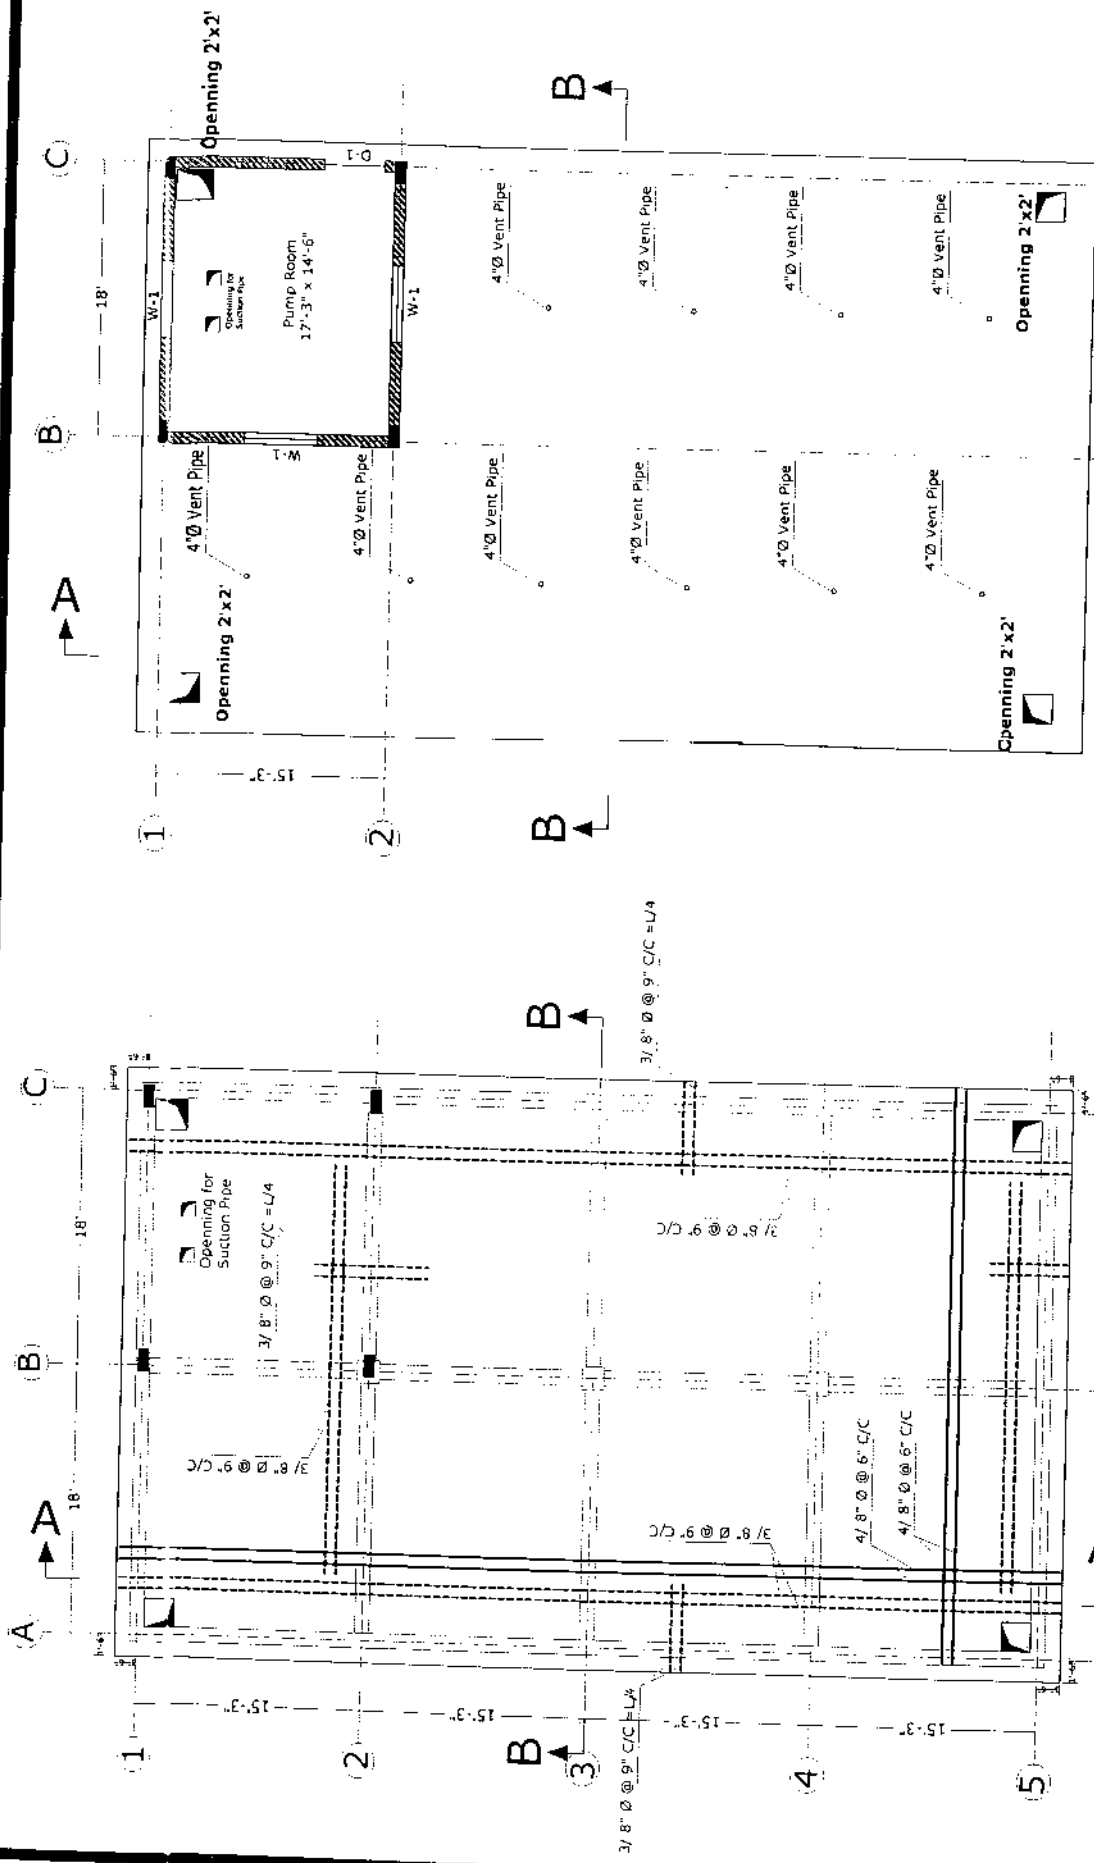 Openning 2'x2'
C
B
18'
W-1
D-1
Openning for
Suction Pipe
Pump Room
17'-3" x 14'-6"
W-1
W-1
B
4"Ø Vent Pipe
4"Ø Vent Pipe
4"Ø Vent Pipe
4"Ø Vent Pipe
Openning 2'x2'
4"Ø Vent Pipe
4"Ø Vent Pipe
4"Ø Vent Pipe
4"Ø Vent Pipe
4"Ø Vent Pipe
4"Ø Vent Pipe
A
Openning 2'x2'
Openning 2'x2'
15'-3"
1
2
B
C
B
A
18'
18'
A
B
3/8" Ø @ 9" C/C =L/4
Openning for
Suction Pipe
3/8" Ø @ 9" C/C =L/4
3/8" Ø @ 9" C/C
3/8" Ø @ 9" C/C
3/8" Ø @ 9" C/C
4/8" Ø @ 6" C/C
4/8" Ø @ 6" C/C
15'-3"
15'-3"
15'-3"
15'-3"
1
2
B
3
4
5
3/8" Ø @ 9" C/C =L/4